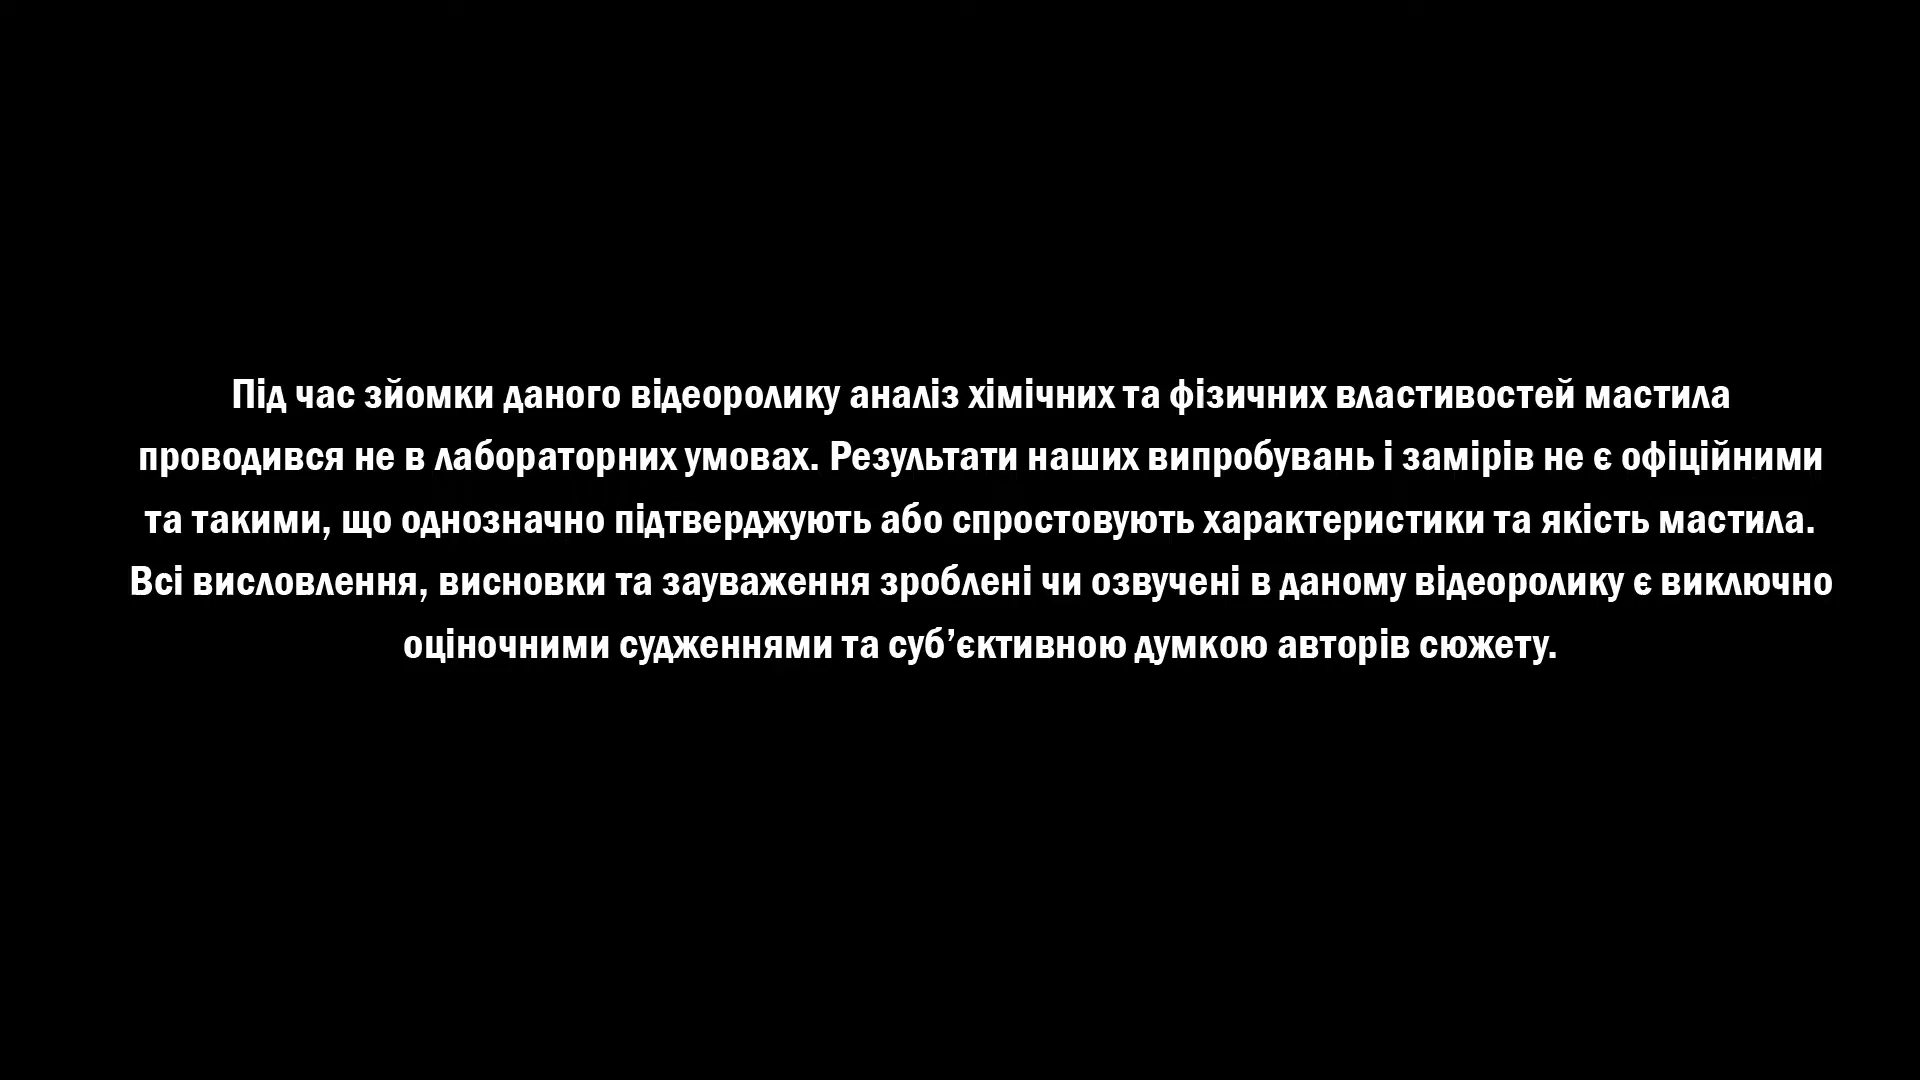 Під час зйомки даного відеоролику аналіз хімічних та фізичних властивостей мастила
проводився не в лабораторних умовах. Результати наших випробувань і замірів не є офіційними
та такими, що однозначно підтверджують або спростовують характеристики та якість мастила.
Всі висловлення, висновки та зауваження зроблені чи озвучені в даному відеоролику є виключно
оціночними судженнями та суб’єктивною думкою авторів сюжету.